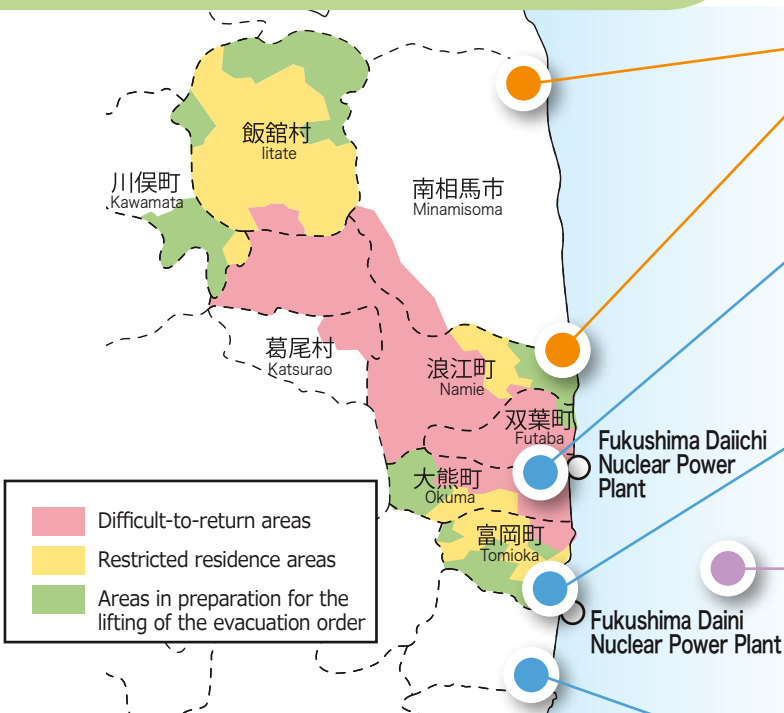 飯舘村
Iitate
川俣町
Kawamata
南相馬市
Minamisoma
葛尾村
Katsurao
浪江町
Namie
双葉町
Futaba
Fukushima Daiichi
Nuclear Power
Plant
大熊町
Okuma
富岡町
Tomioka
Fukushima Daini
Nuclear Power Plant
Difficult-to-return areas
Restricted residence areas
Areas in preparation for the
lifting of the evacuation order